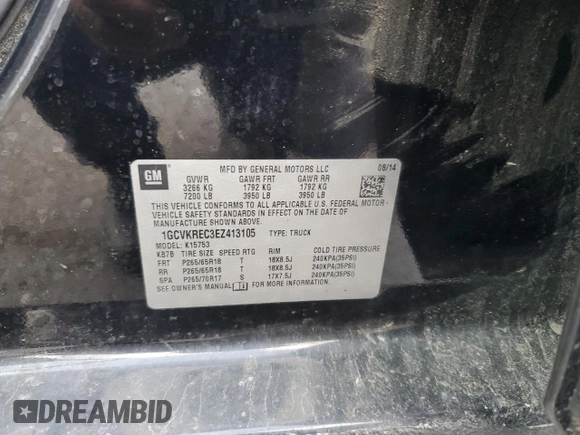 GM
MFD BY GENERAL MOTORS LLC 08/14
GVWR GAWR FRT GAWR RR
3266 KG 1792 KG 1792 KG
7200 LB 3950 LB 3950 LB
THIS VEHICLE CONFORMS TO ALL APPLICABLE U.S. FEDERAL MOTOR
VEHICLE SAFETY STANDARDS IN EFFECT ON THE DATE OF
MANUFACTURE SHOWN ABOVE.
1GCVKREC3EZ413105 TYPE: TRUCK
MODEL: K15753
K87B TIRE SIZE SPEED RTG RIM COLD TIRE PRESSURE
FRT P265/65R18 T 18X8.5J 240KPA(35PSI)
RR P265/65R18 T 18X8.5J 240KPA(35PSI)
SPA P265/70R17 S 17X7.5J 240KPA(35PSI)
SEE OWNER'S MANUAL FOR MORE INFORMATION.
DREAMBID